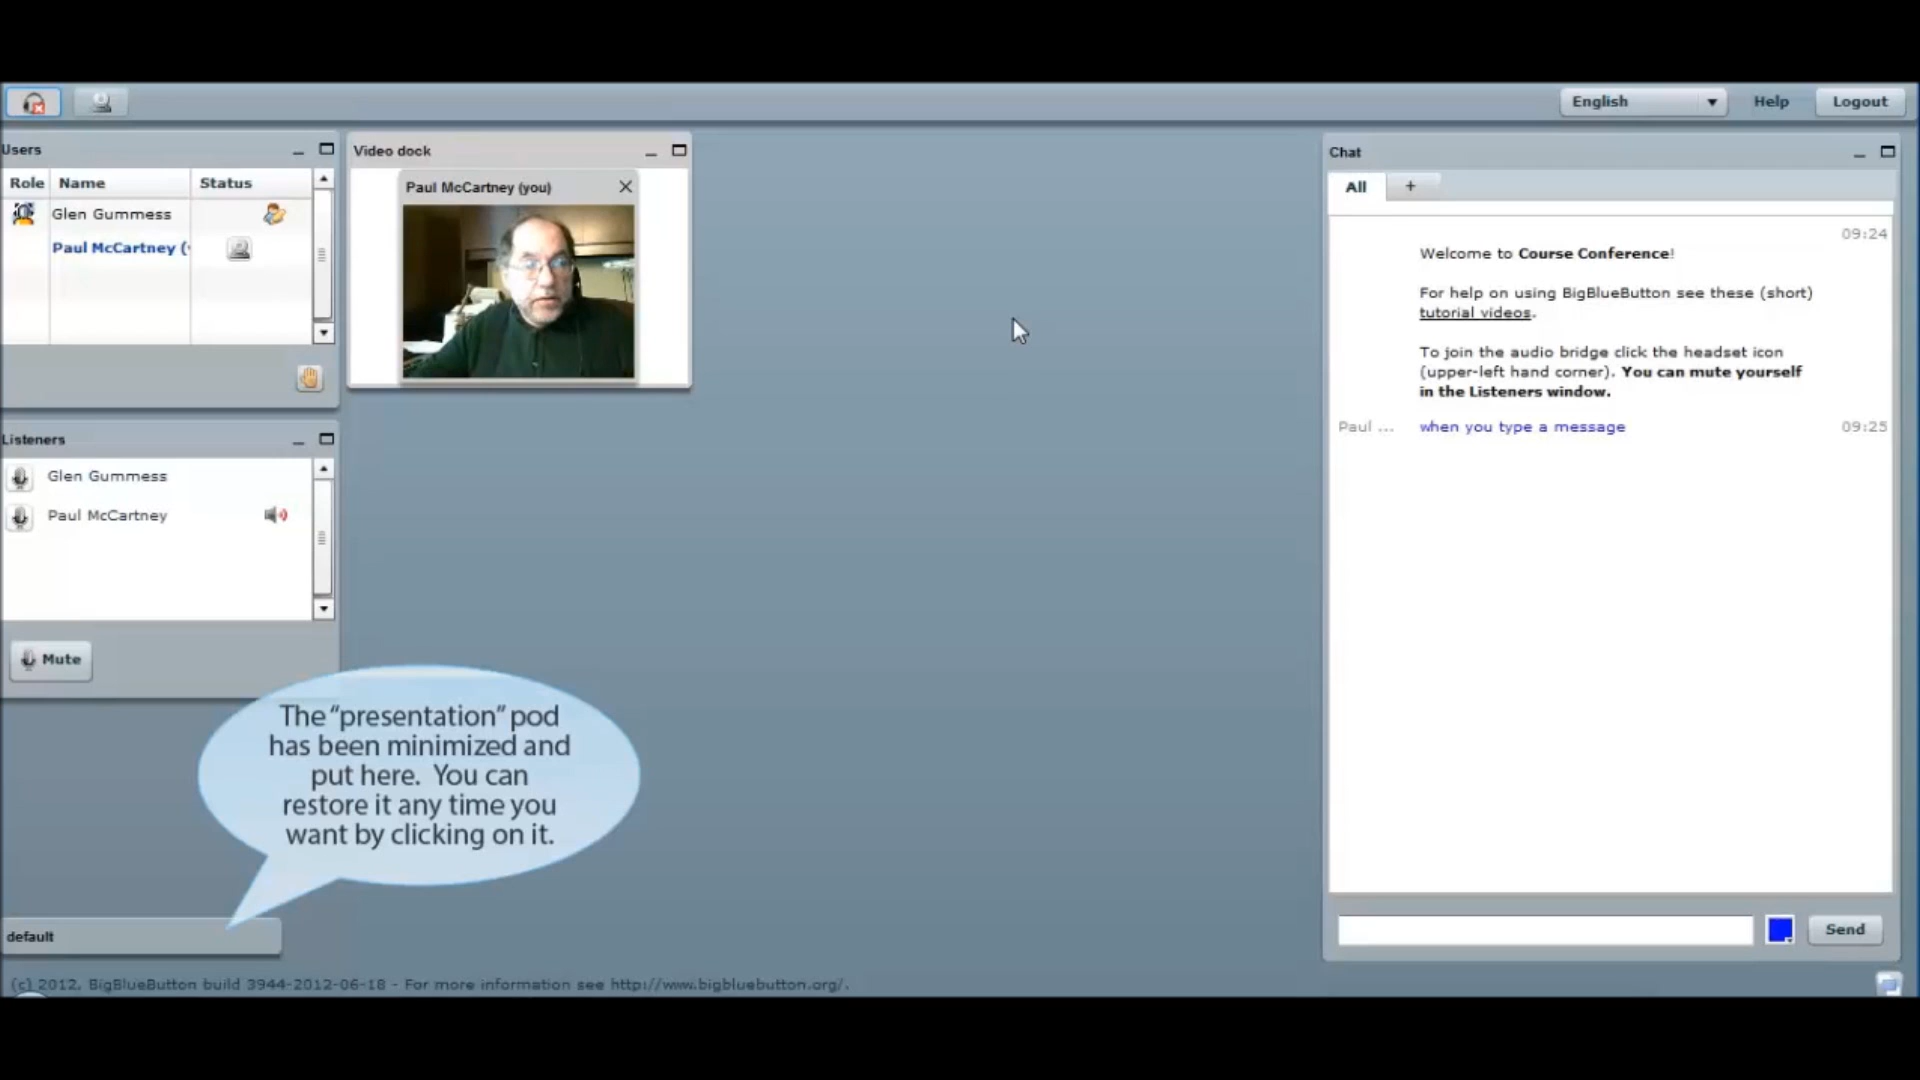 English
Help
Logout
Users
Role Name Status
Glen Gummess
Paul McCartney (
Listeners
Glen Gummess
Paul McCartney
Mute
Video dock
Paul McCartney (you)
The “presentation” pod
has been minimized and
put here. You can
restore it any time you
want by clicking on it.
default
Chat
All +
09:24
Welcome to Course Conference!
For help on using BigBlueButton see these (short)
tutorial videos.
To join the audio bridge click the headset icon
(upper-left hand corner). You can mute yourself
in the Listeners window.
Paul ... when you type a message 09:25
Send
(c) 2012. BigBlueButton build 3944-2012-06-18 - For more information see http://www.bigbluebutton.org/.